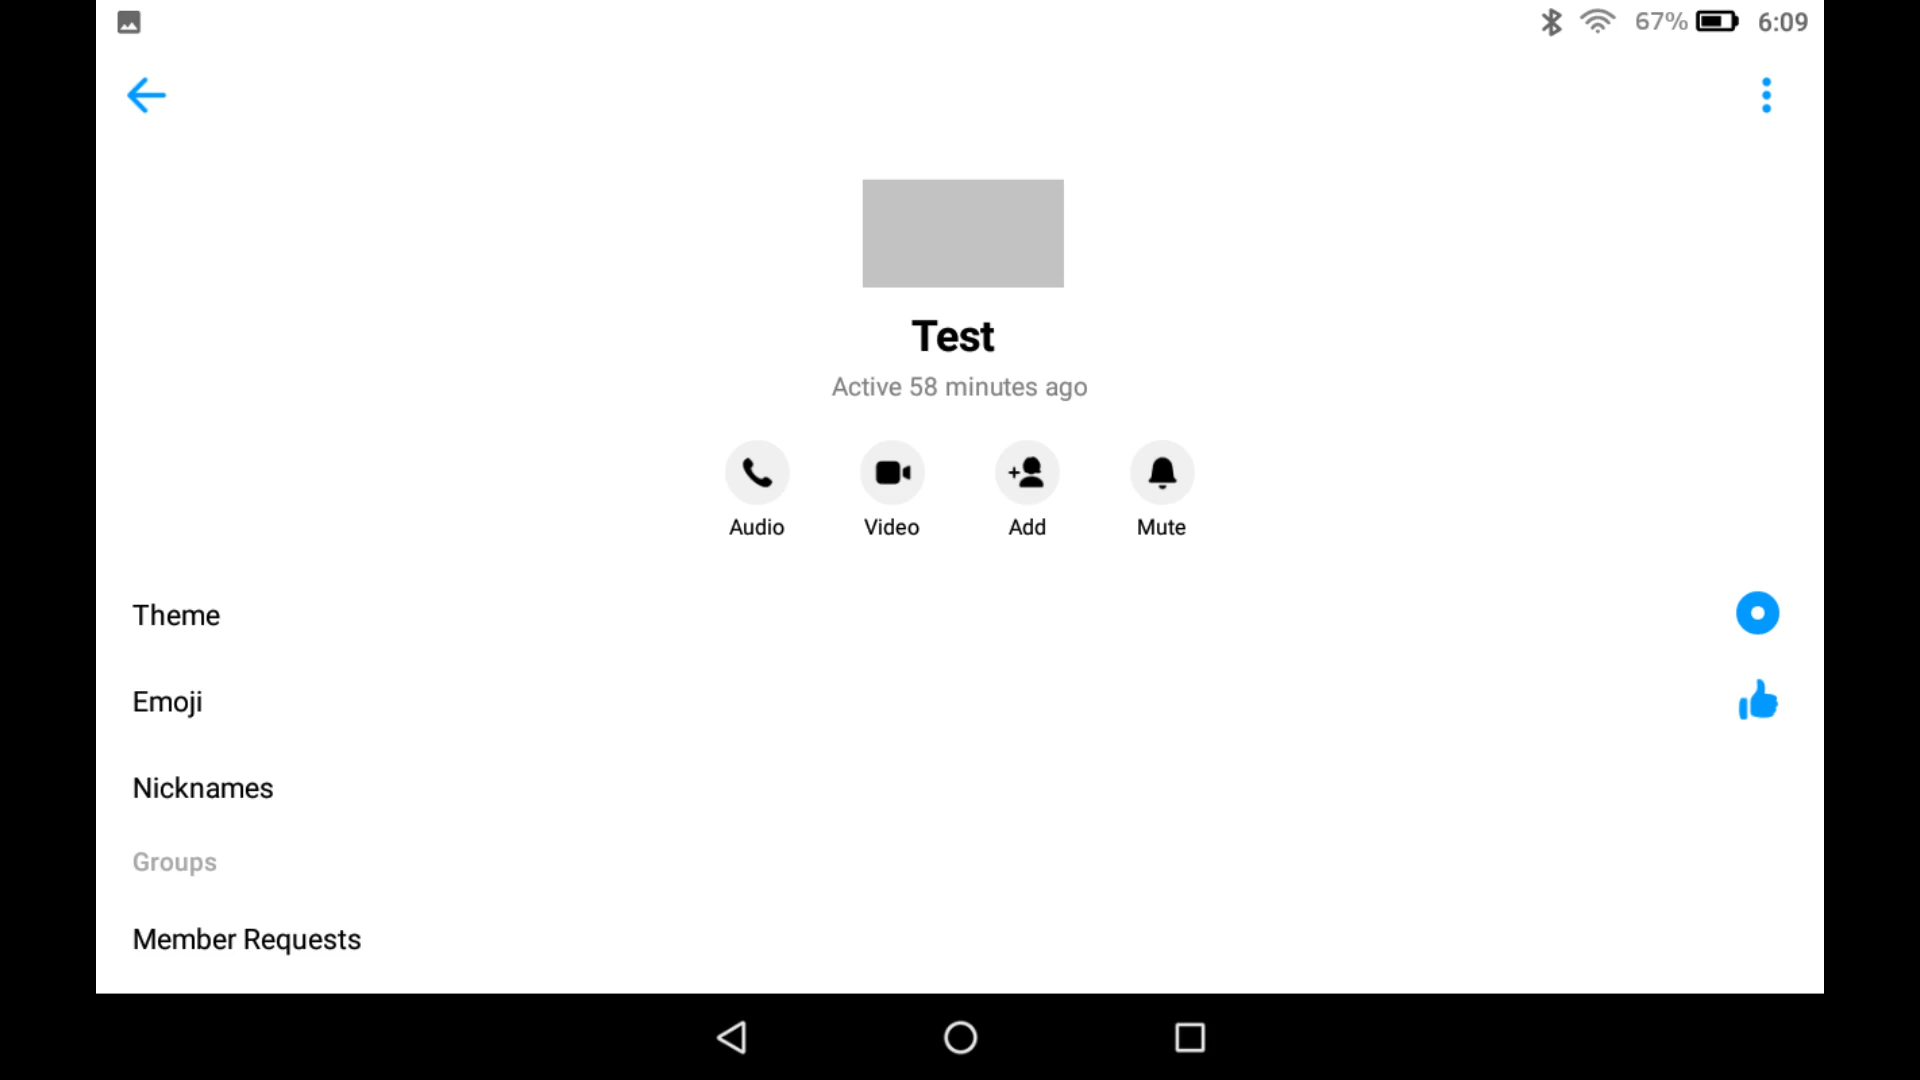 67% 6:09
Test
Active 58 minutes ago
Audio Video Add Mute
Theme
Emoji
Nicknames
Groups
Member Requests